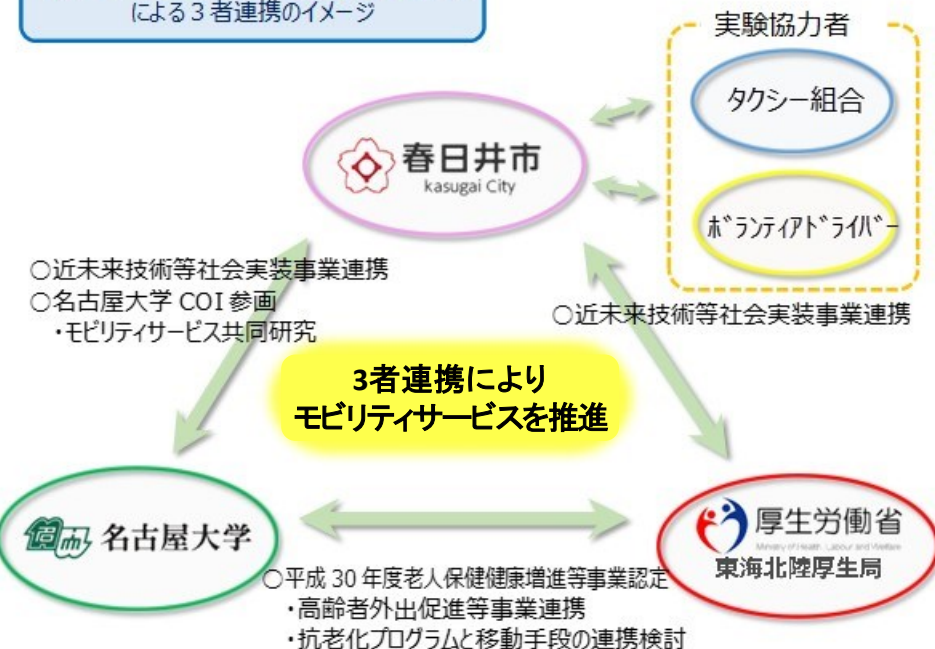 による3者連携のイメージ
実験協力者
タクシー組合
春日井市
kasugai City
ボランティアドライバー
○近未来技術等社会実装事業連携
○名古屋大学 COI 参画
・モビリティサービス共同研究
○近未来技術等社会実装事業連携
3者連携により
モビリティサービスを推進
名古屋大学
厚生労働省
Ministry of Health, Labour and Welfare
東海北陸厚生局
○平成 30 年度老人保健健康増進等事業認定
・高齢者外出促進等事業連携
・抗老化プログラムと移動手段の連携検討